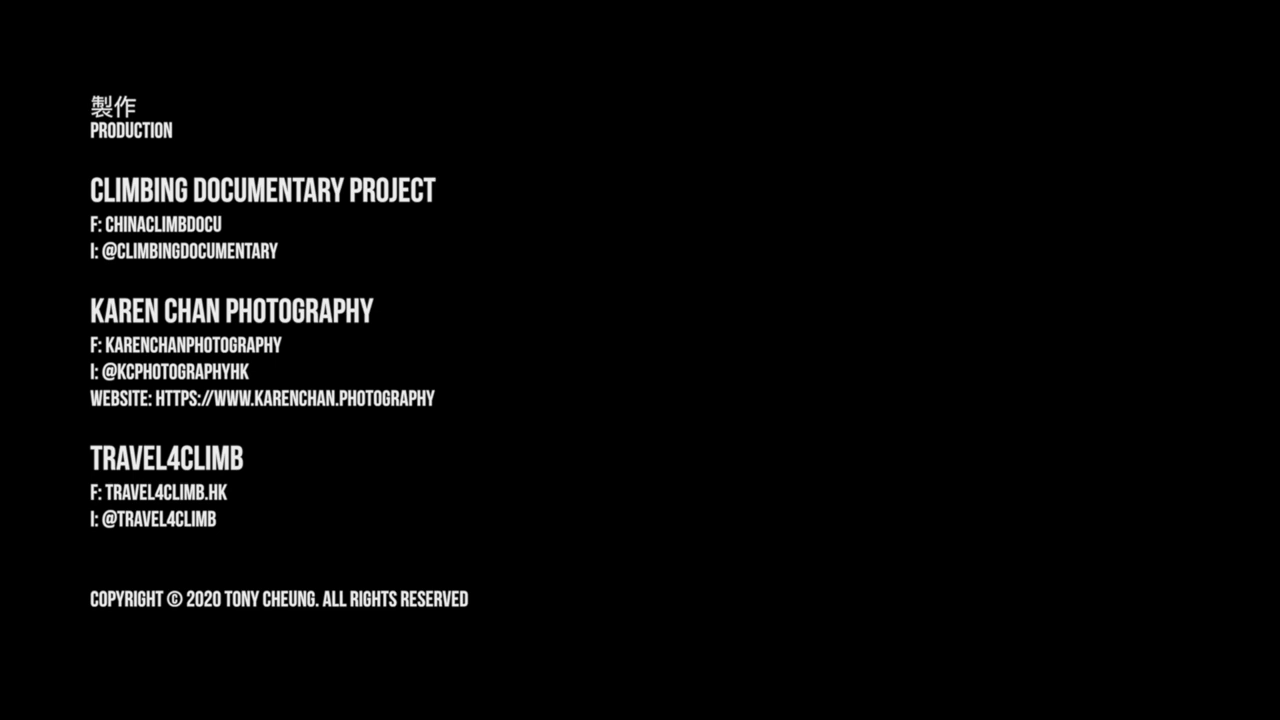 製作
PRODUCTION
CLIMBING DOCUMENTARY PROJECT
F: CHINACLIMBDOCU
I: @CLIMBINGDOCUMENTARY
KAREN CHAN PHOTOGRAPHY
F: KARENCHANPHOTOGRAPHY
I: @KCPHOTOGRAPHYHK
WEBSITE: HTTPS://WWW.KARENCHAN.PHOTOGRAPHY
TRAVEL4CLIMB
F: TRAVEL4CLIMB.HK
I: @TRAVEL4CLIMB
COPYRIGHT © 2020 TONY CHEUNG. ALL RIGHTS RESERVED